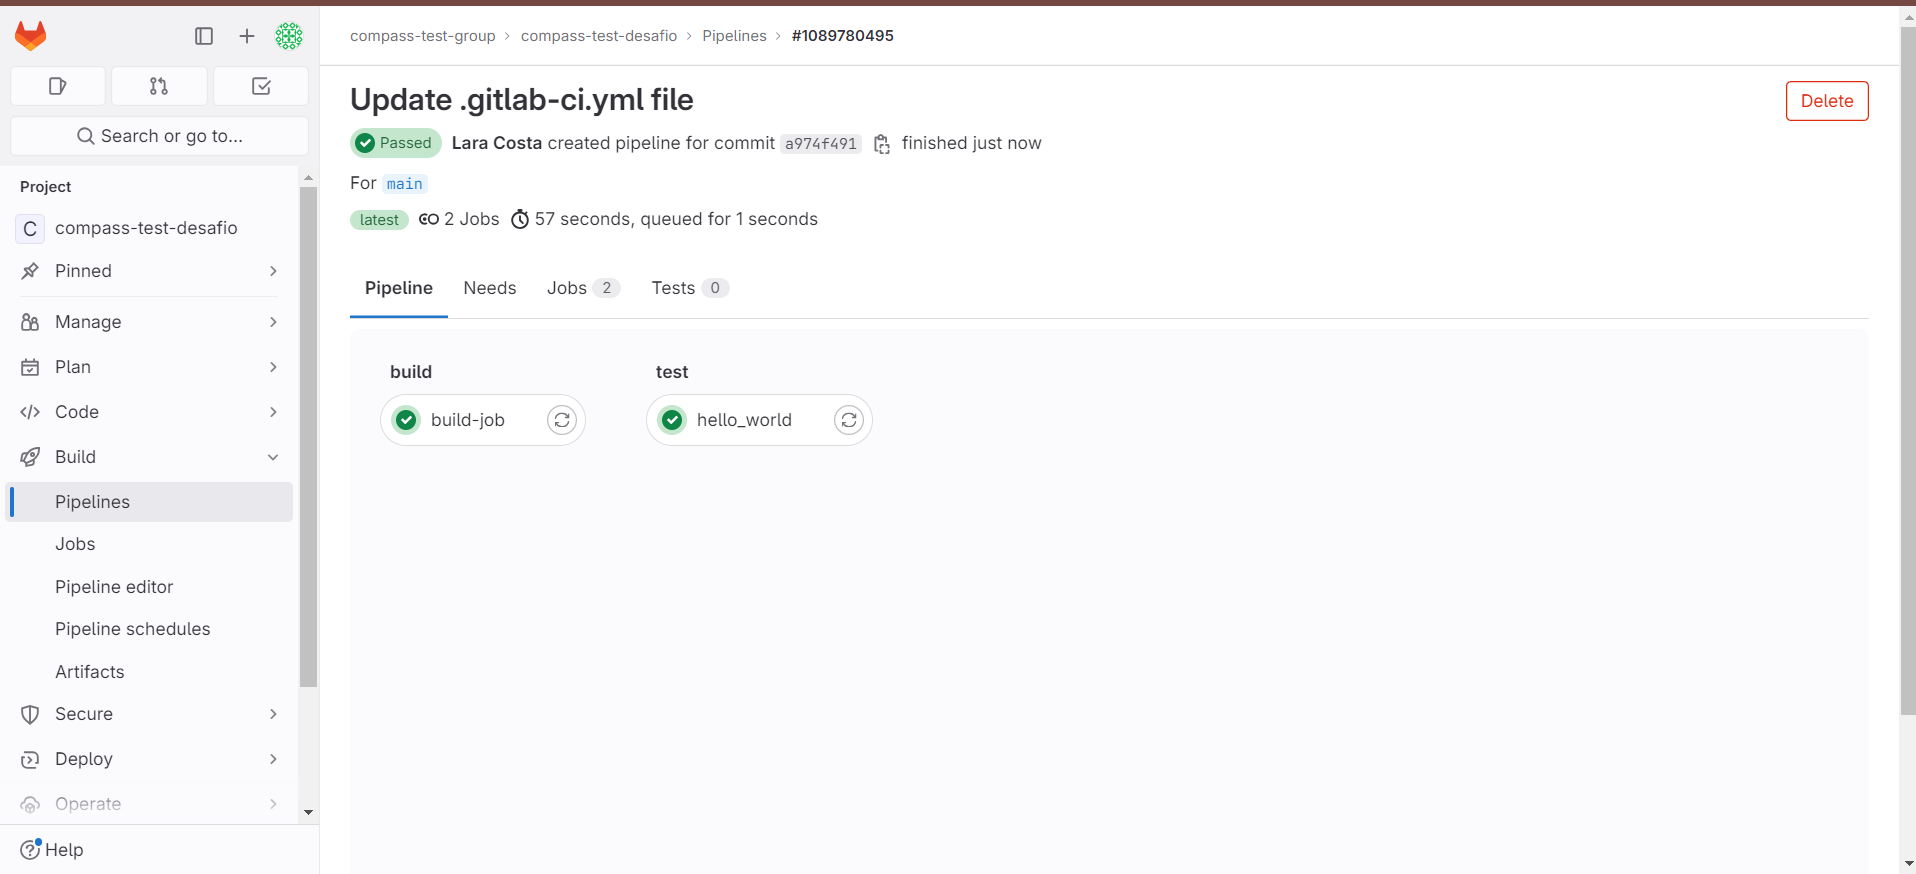 compass-test-group › compass-test-desafio › Pipelines › #1089780495
Search or go to...
Project
C compass-test-desafio
Pinned
Manage
Plan
Code
Build
Pipelines
Jobs
Pipeline editor
Pipeline schedules
Artifacts
Secure
Deploy
Operate
Help
Update .gitlab-ci.yml file
Delete
Passed Lara Costa created pipeline for commit a974f491 finished just now
For main
latest 2 Jobs 57 seconds, queued for 1 seconds
Pipeline Needs Jobs 2 Tests 0
build test
build-job hello_world